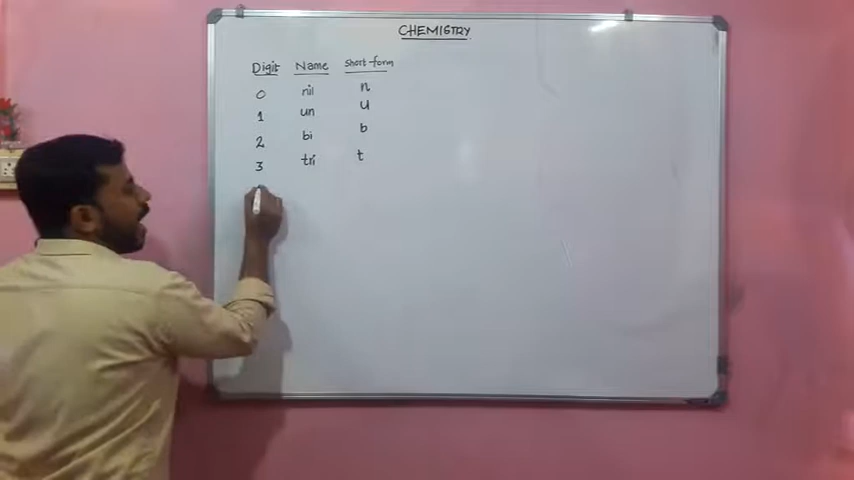 CHEMISTRY
Digit Name Short-form
0 nil n
1 un u
2 bi b
3 tri t